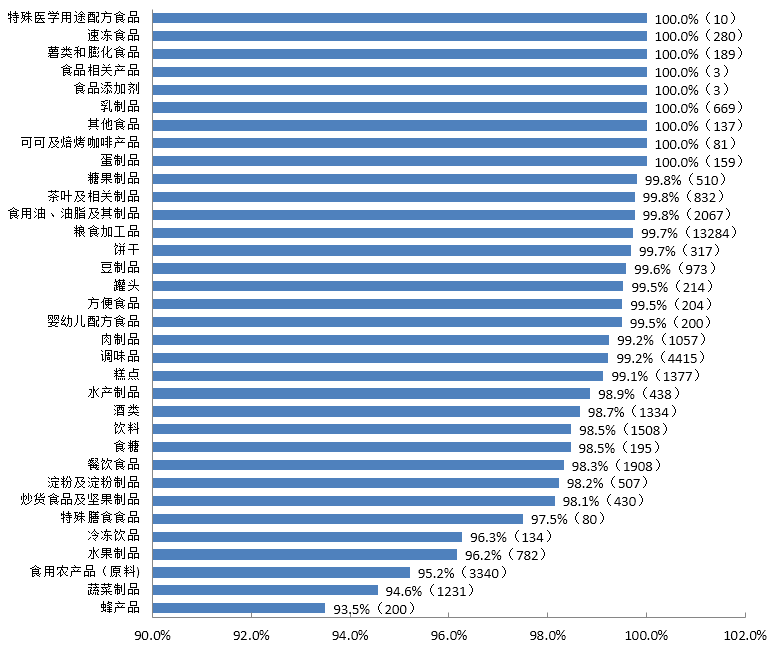 特殊医学用途配方食品 100.0%（10）
速冻食品 100.0%（280）
薯类和膨化食品 100.0%（189）
食品相关产品 100.0%（3）
食品添加剂 100.0%（3）
乳制品 100.0%（669）
其他食品 100.0%（137）
可可及焙烤咖啡产品 100.0%（81）
蛋制品 100.0%（159）
糖果制品 99.8%（510）
茶叶及相关制品 99.8%（832）
食用油、油脂及其制品 99.8%（2067）
粮食加工品 99.7%（13284）
饼干 99.7%（317）
豆制品 99.6%（973）
罐头 99.5%（214）
方便食品 99.5%（204）
婴幼儿配方食品 99.5%（200）
肉制品 99.2%（1057）
调味品 99.2%（4415）
糕点 99.1%（1377）
水产制品 98.9%（438）
酒类 98.7%（1334）
饮料 98.5%（1508）
食糖 98.5%（195）
餐饮食品 98.3%（1908）
淀粉及淀粉制品 98.2%（507）
炒货食品及坚果制品 98.1%（430）
特殊膳食食品 97.5%（80）
冷冻饮品 96.3%（134）
水果制品 96.2%（782）
食用农产品（原料) 95.2%（3340）
蔬菜制品 94.6%（1231）
蜂产品 93.5%（200）
90.0% 92.0% 94.0% 96.0% 98.0% 100.0% 102.0%